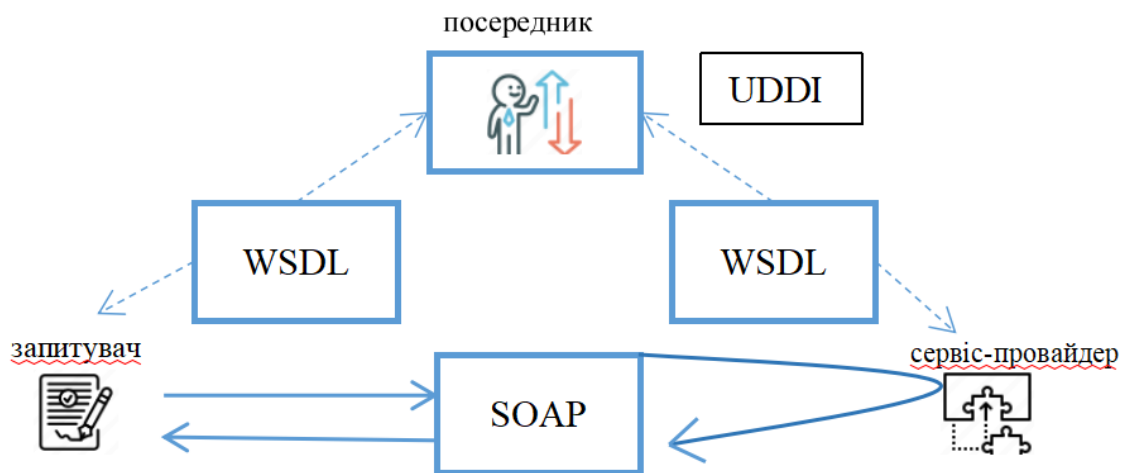 посередник
UDDI
WSDL
WSDL
запитувач
сервіс-провайдер
SOAP